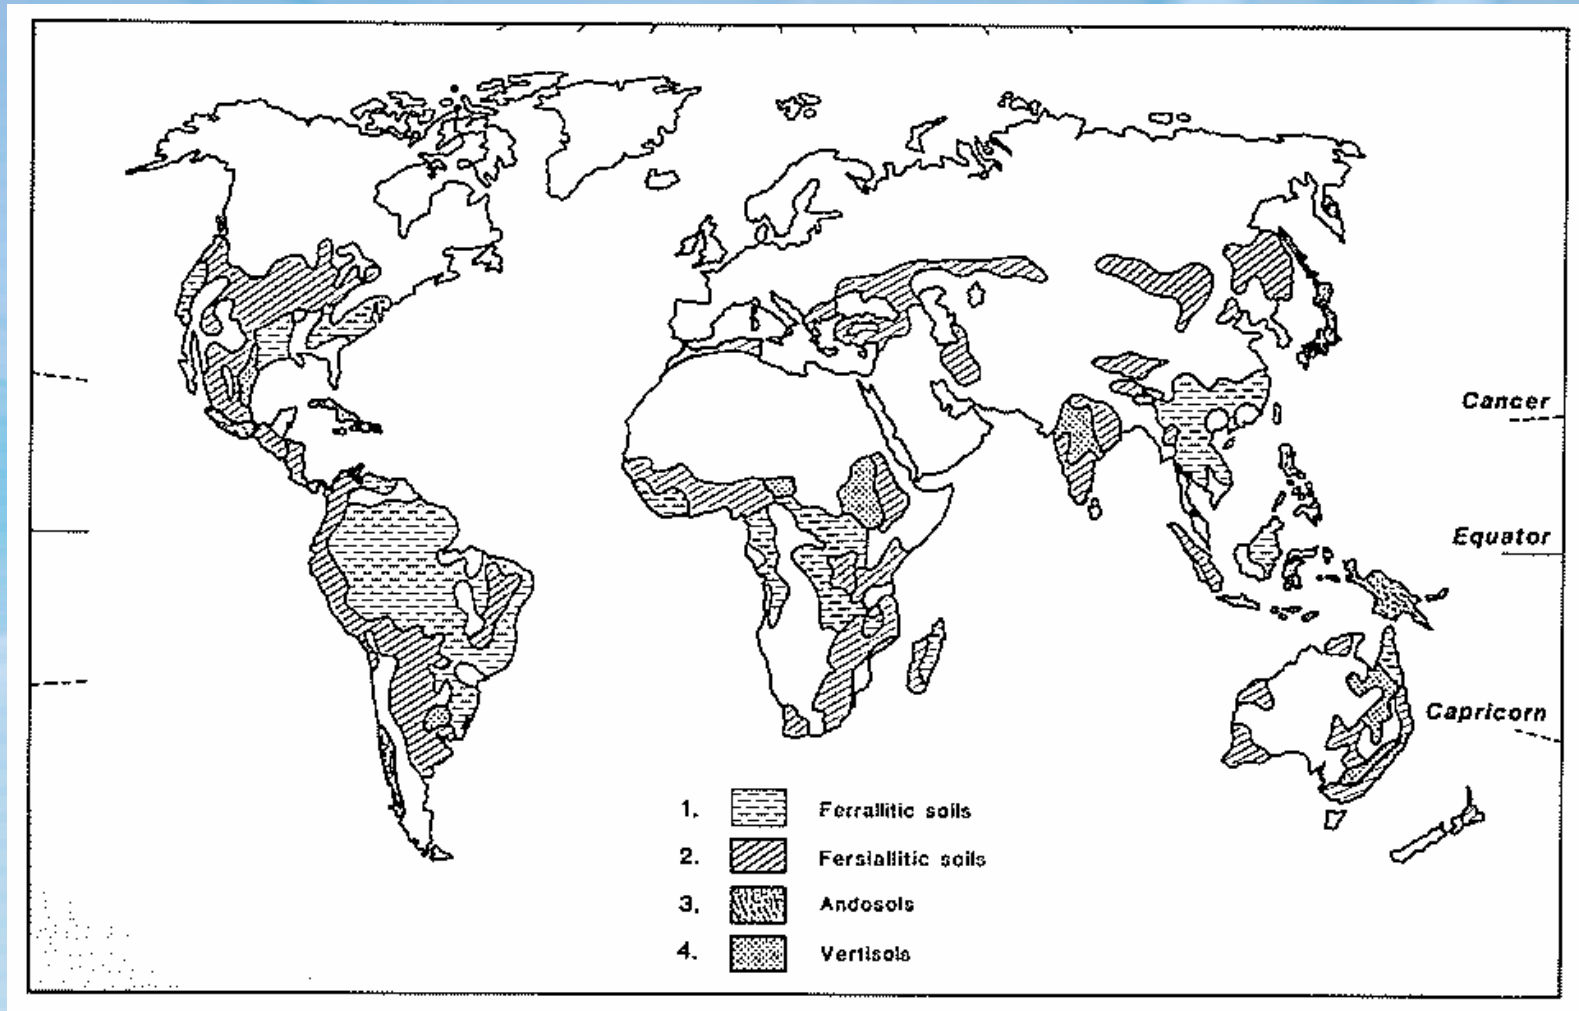 Cancer
Equator
Capricorn
1. Ferrallitic soils
2. Fersiallitic soils
3. Andosols
4. Vertisols